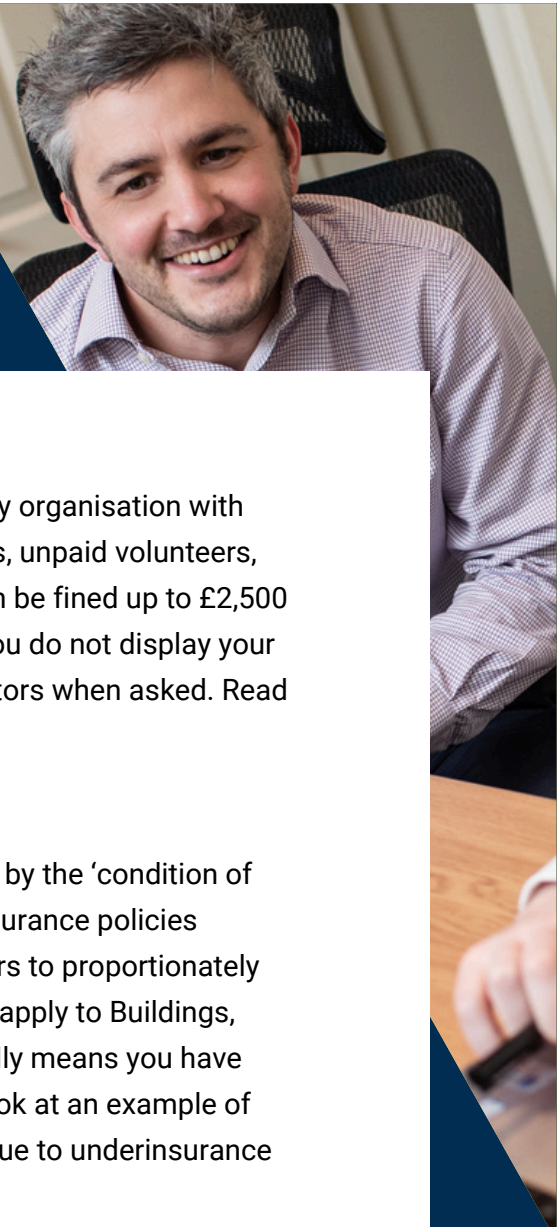 y organisation with
s, unpaid volunteers,
n be fined up to £2,500
ou do not display your
tors when asked. Read
by the ‘condition of
urance policies
rs to proportionately
apply to Buildings,
lly means you have
ok at an example of
ue to underinsurance